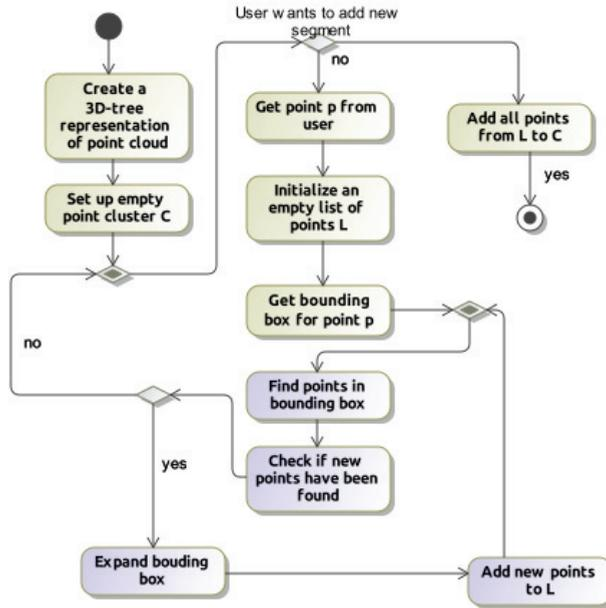 User wants to add new
segment
no
Create a
3D-tree
representation
of point cloud
Get point p from
user
Add all points
from L to C
yes
Set up empty
point cluster C
Initialize an
empty list of
points L
Get bounding
box for point p
no
Find points in
bounding box
Check if new
points have been
found
yes
Expand bouding
box
Add new points
to L